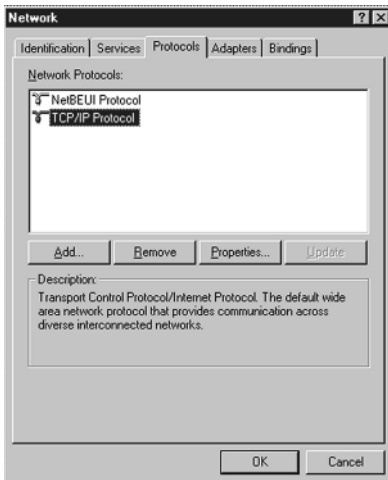 Network
Identification Services Protocols Adapters Bindings
Network Protocols:
NetBEUI Protocol
TCP/IP Protocol
Add... Remove Properties... Update
Description:
Transport Control Protocol/Internet Protocol. The default wide
area network protocol that provides communication across
diverse interconnected networks.
OK Cancel